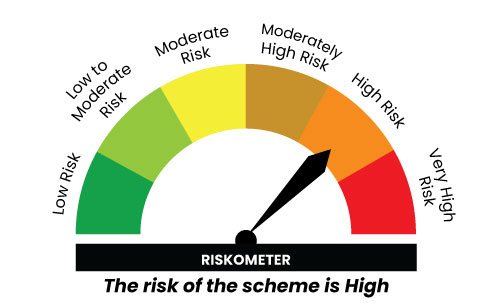 Low Risk
Low to
Moderate
Risk
Moderate
Risk
Moderately
High Risk
High Risk
Very High
Risk
RISKOMETER
The risk of the scheme is High